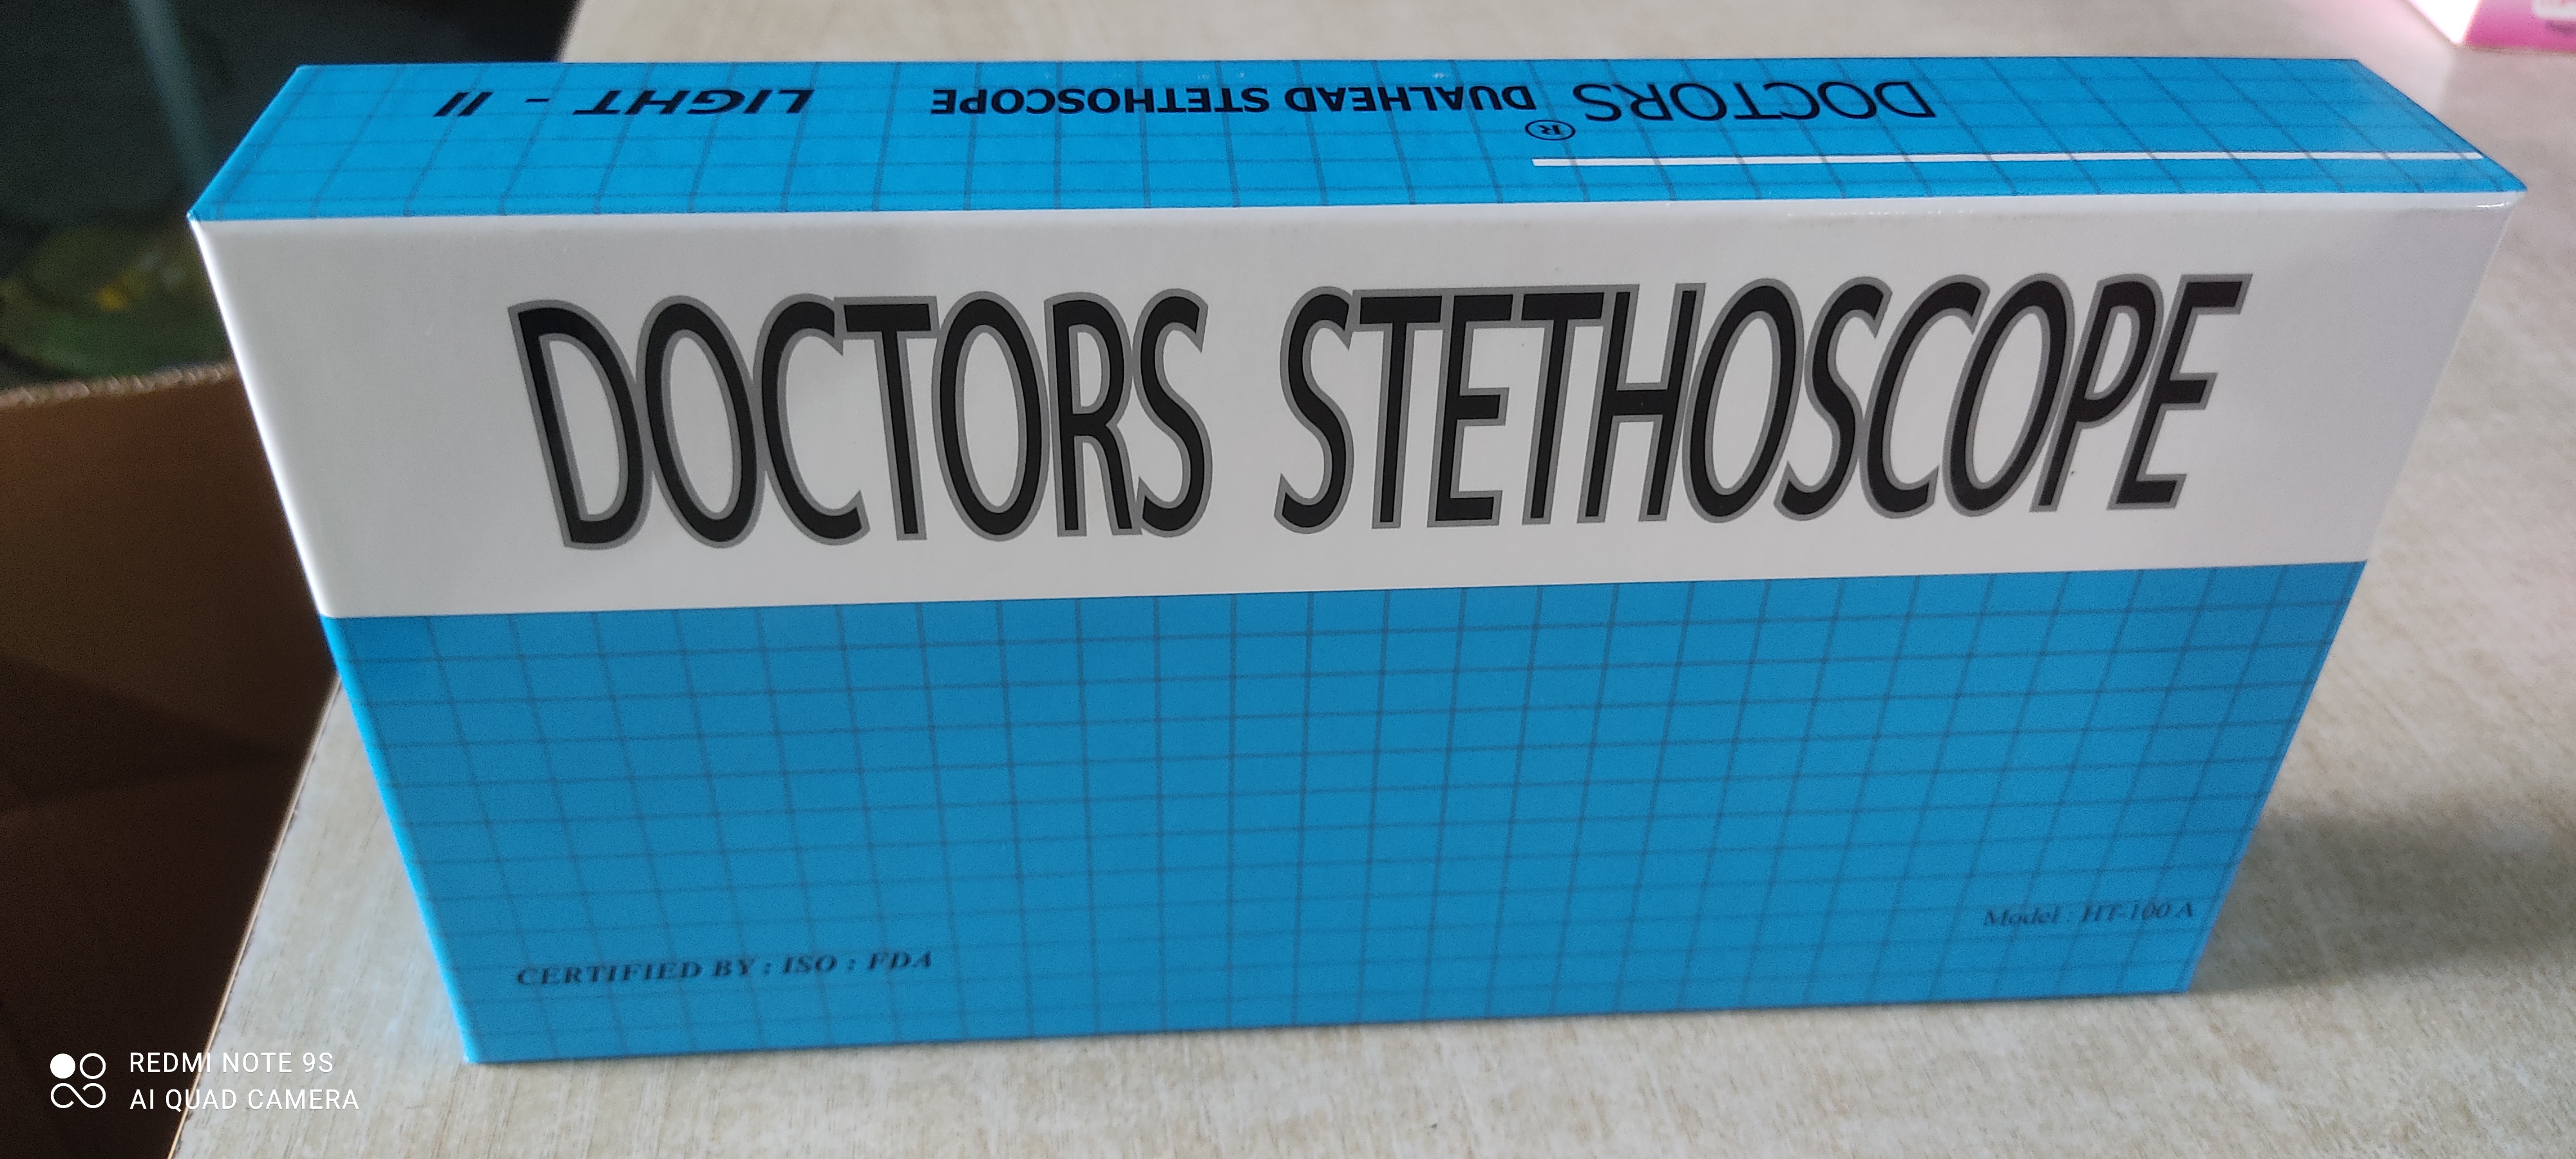 DOCTORS® DUALHEAD STETHOSCOPE LIGHT - II
DOCTORS STETHOSCOPE
Model : HT-100 A
CERTIFIED BY : ISO : FDA
REDMI NOTE 9S
AI QUAD CAMERA